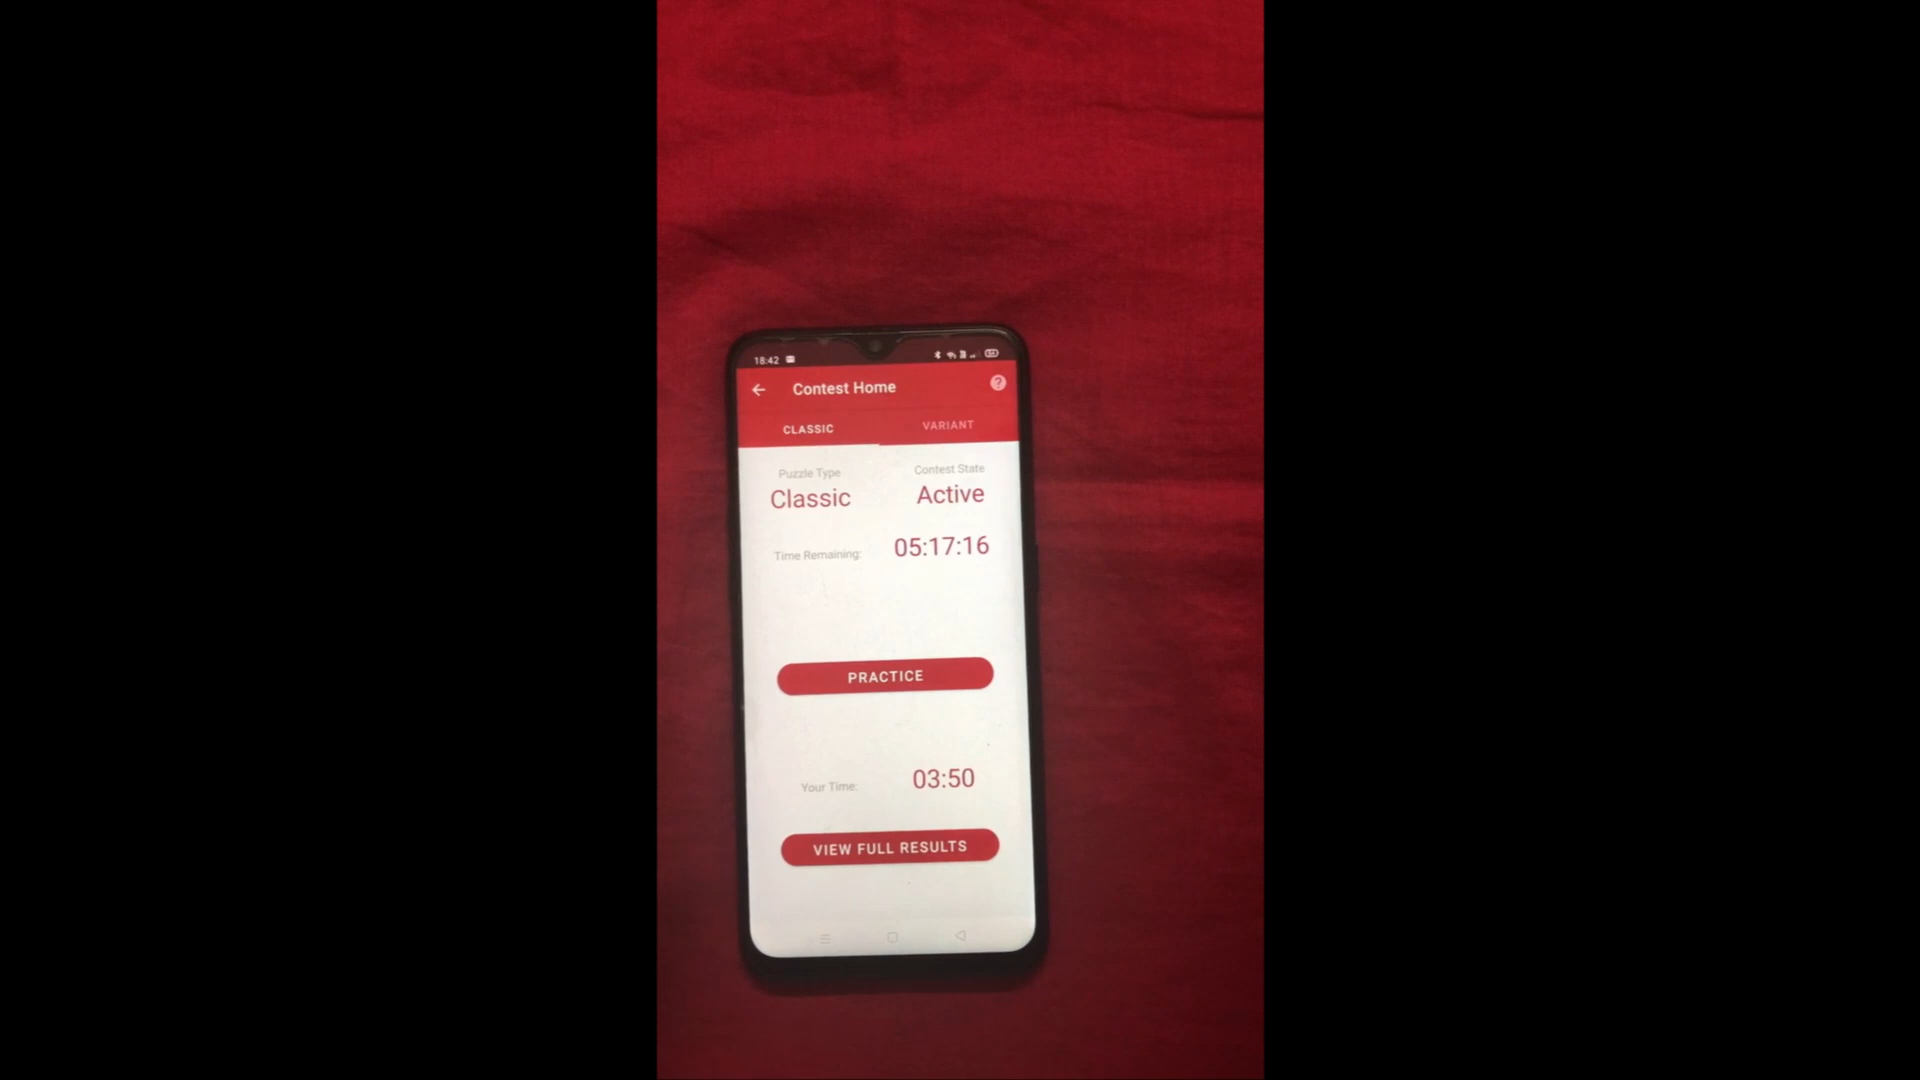 18:42
Contest Home
CLASSIC VARIANT
Puzzle Type Contest State
Classic Active
Time Remaining: 05:17:16
PRACTICE
Your Time: 03:50
VIEW FULL RESULTS